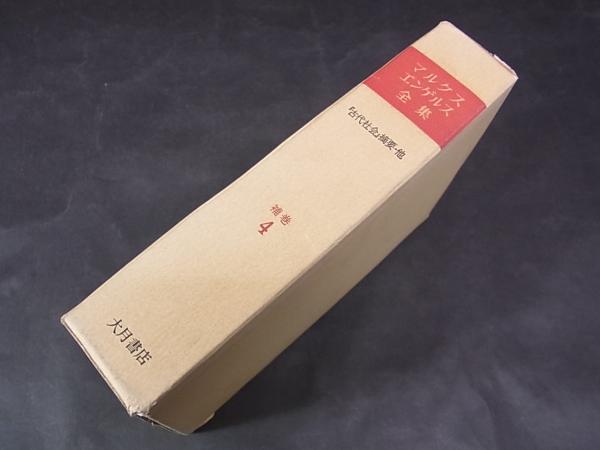 マルクス
エンゲルス
全集
『古代社会』摘要・他
補巻
4
大月書店